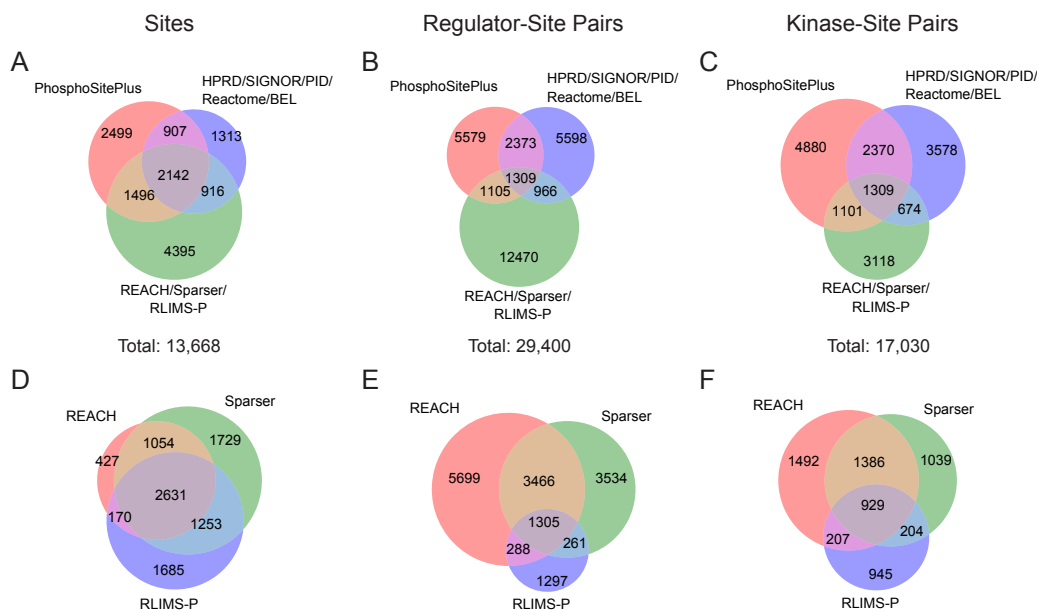 Sites
Regulator-Site Pairs
Kinase-Site Pairs
A
PhosphoSitePlus
HPRD/SIGNOR/PID/
Reactome/BEL
2499
907
1313
2142
1496
916
4395
REACH/Sparser/
RLIMS-P
Total: 13,668
B
PhosphoSitePlus
HPRD/SIGNOR/PID/
Reactome/BEL
5579
2373
5598
1309
1105
966
12470
REACH/Sparser/
RLIMS-P
Total: 29,400
C
PhosphoSitePlus
HPRD/SIGNOR/PID/
Reactome/BEL
4880
2370
3578
1309
1101
674
3118
REACH/Sparser/
RLIMS-P
Total: 17,030
D
REACH
Sparser
427
1054
1729
2631
170
1253
1685
RLIMS-P
E
REACH
Sparser
5699
3466
3534
1305
288
261
1297
RLIMS-P
F
REACH
Sparser
1492
1386
1039
929
207
204
945
RLIMS-P